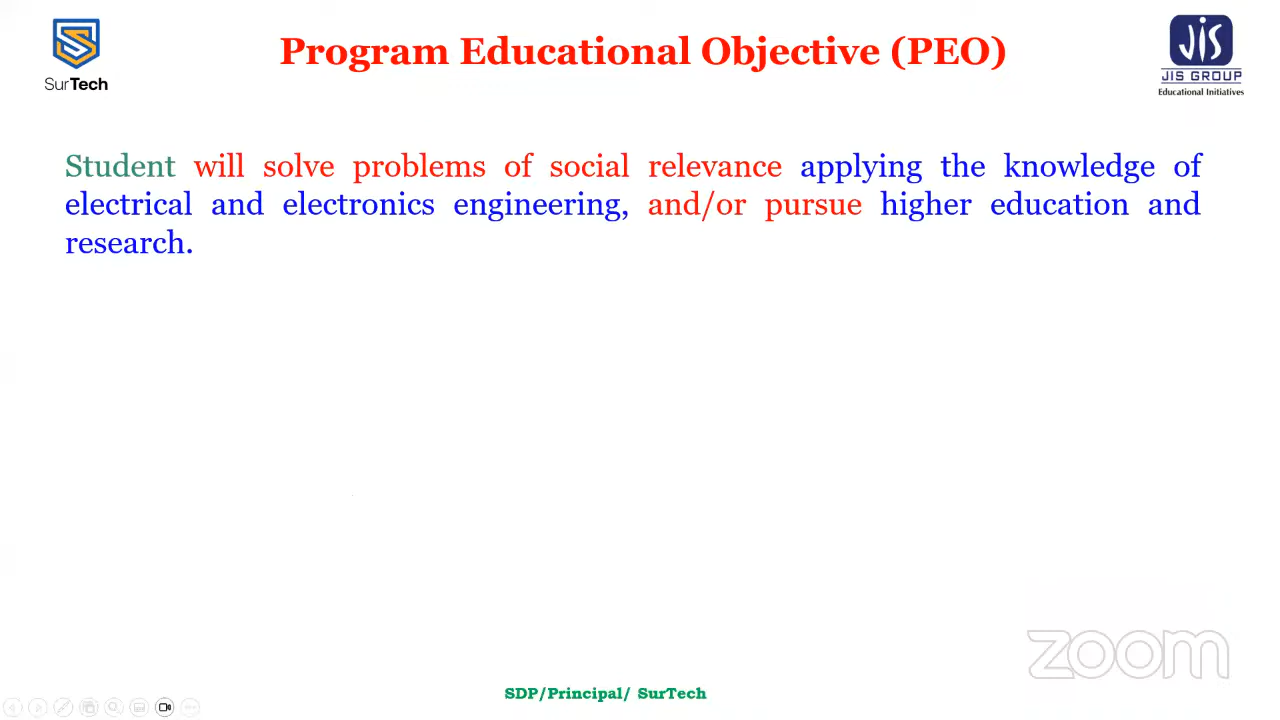 SurTech
Program Educational Objective (PEO)
JIS
JIS GROUP
Educational Initiatives
Student will solve problems of social relevance applying the knowledge of
electrical and electronics engineering, and/or pursue higher education and
research.
zoom
SDP/Principal/ SurTech